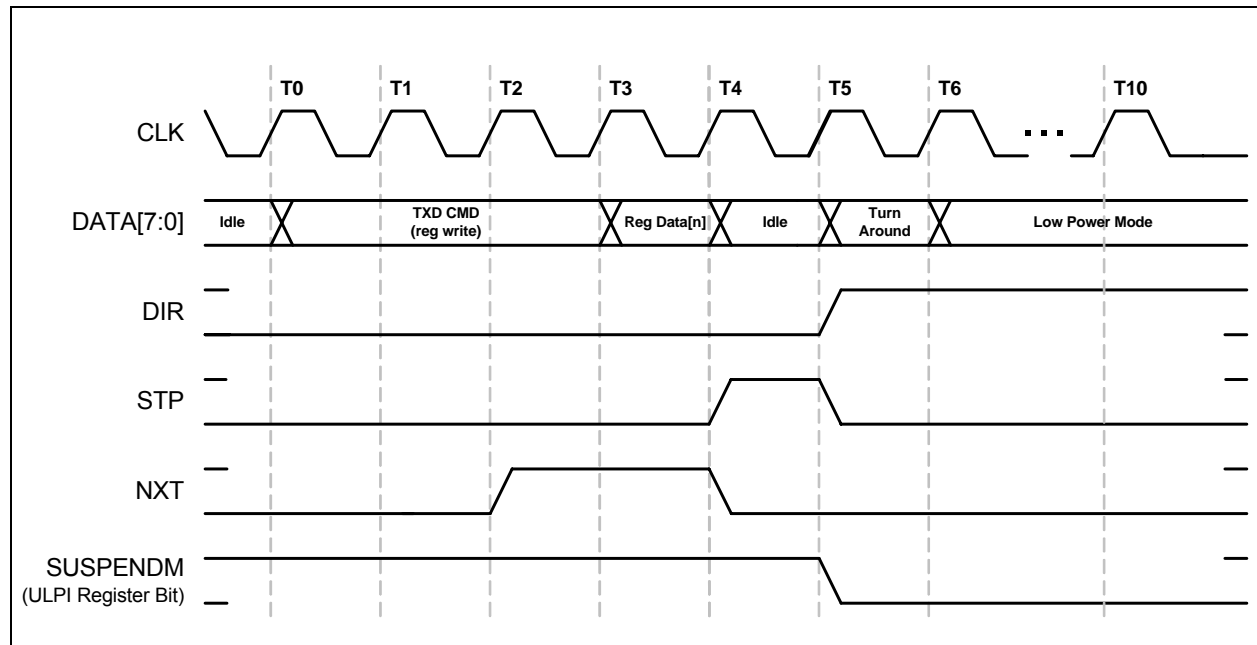 T0 T1 T2 T3 T4 T5 T6 T10
CLK
...
DATA[7:0]
Idle
TXD CMD
(reg write)
Reg Data[n]
Idle
Turn
Around
Low Power Mode
DIR
STP
NXT
SUSPENDM
(ULPI Register Bit)